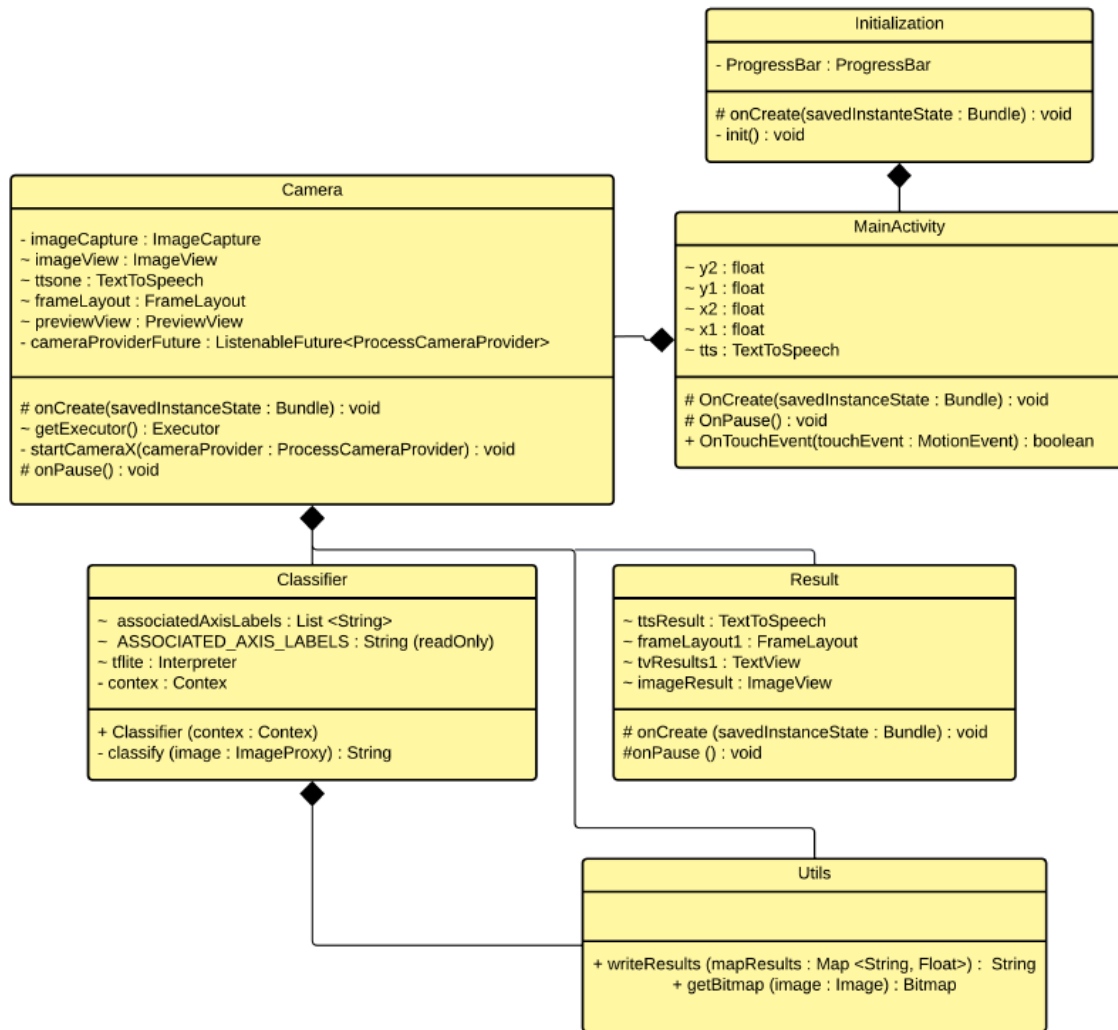 Initialization
- ProgressBar : ProgressBar
# onCreate(savedInstanteState : Bundle) : void
- init() : void
Camera
- imageCapture : ImageCapture
~ imageView : ImageView
~ ttsone : TextToSpeech
~ frameLayout : FrameLayout
~ previewView : PreviewView
- cameraProviderFuture : ListenableFuture<ProcessCameraProvider>
# onCreate(savedInstanceState : Bundle) : void
~ getExecutor() : Executor
- startCameraX(cameraProvider : ProcessCameraProvider) : void
# onPause() : void
MainActivity
~ y2 : float
~ y1 : float
~ x2 : float
~ x1 : float
~ tts : TextToSpeech
# OnCreate(savedInstanceState : Bundle) : void
# OnPause() : void
+ OnTouchEvent(touchEvent : MotionEvent) : boolean
Classifier
~ associatedAxisLabels : List <String>
~ ASSOCIATED_AXIS_LABELS : String (readOnly)
~ tflite : Interpreter
- contex : Contex
+ Classifier (contex : Contex)
- classify (image : ImageProxy) : String
Result
~ ttsResult : TextToSpeech
~ frameLayout1 : FrameLayout
~ tvResults1 : TextView
~ imageResult : ImageView
# onCreate (savedInstanceState : Bundle) : void
#onPause () : void
Utils
+ writeResults (mapResults : Map <String, Float>) : String
+ getBitmap (image : Image) : Bitmap